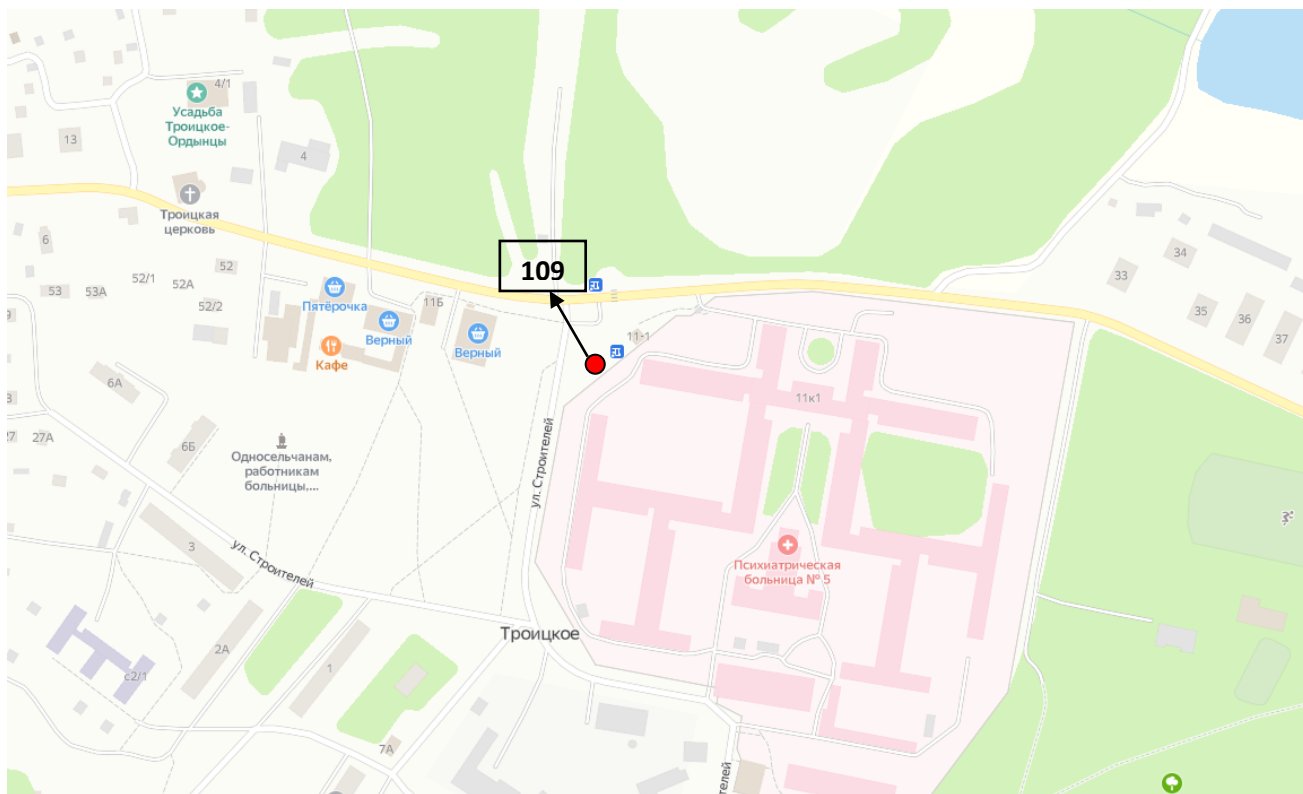 4/1
Усадьба
Троицкое-
Ордынцы
13
4
Троицкая
церковь
6
52
52/1
52А
53
53А
52/2
109
34
33
35
36
37
Пятёрочка
11Б
Верный
Верный
Кафе
11-1
6А
11к1
27
27А
6Б
Односельчанам,
работникам
больницы,...
ул. Строителей
3
ул. Строителей
Психиатрическая
больница № 5
Троицкое
2А
1
с2/1
7А
телей